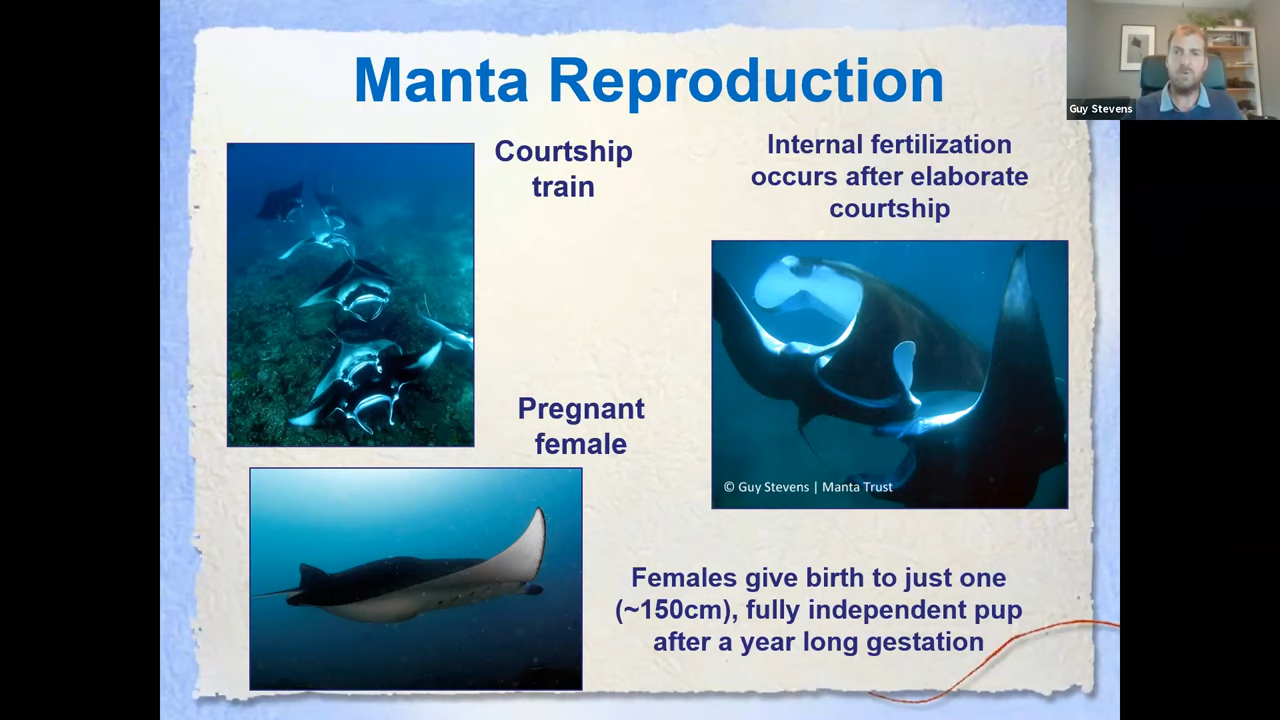 Manta Reproduction
Guy Stevens
Courtship
train
Internal fertilization
occurs after elaborate
courtship
Pregnant
female
© Guy Stevens | Manta Trust
Females give birth to just one
(~150cm), fully independent pup
after a year long gestation